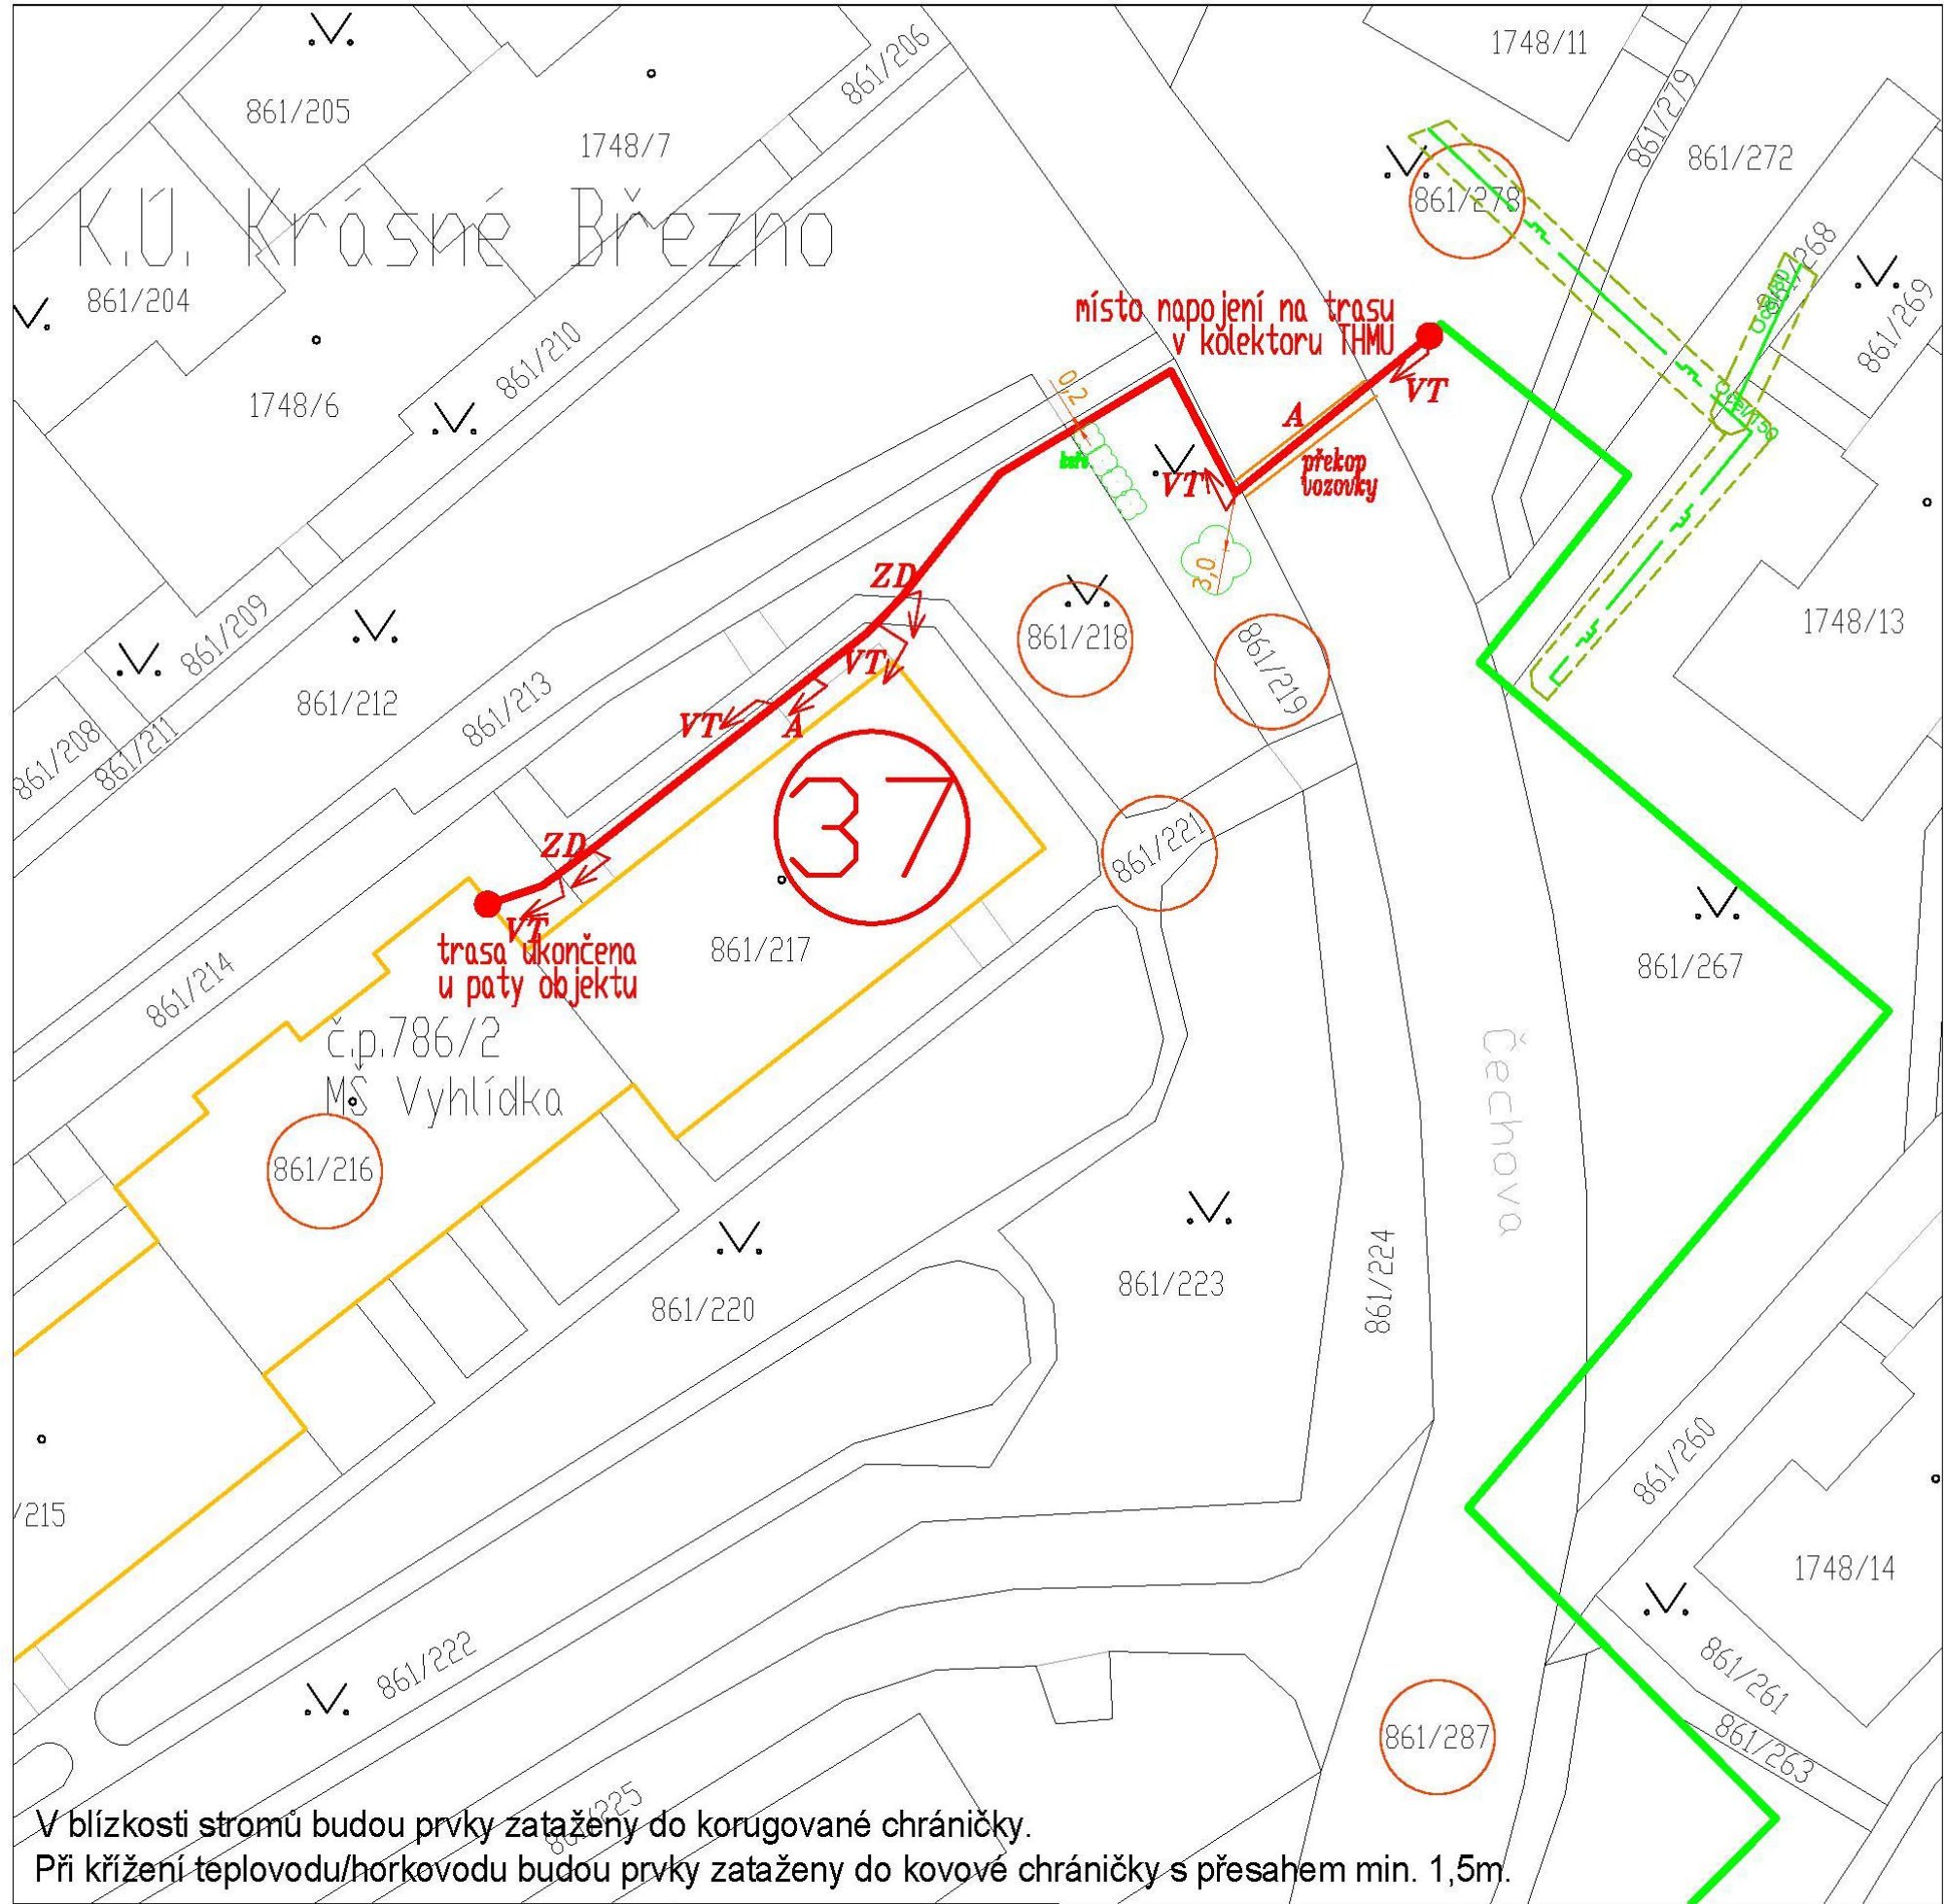 1748/11
861/206
861/205
861/279
1748/7
861/272
861/278
K.Ú. Krásné Březno
861/268
861/204
861/269
místo napojení na trasu
v kolektoru THMU
861/210
VT
0,2
1748/6
A
překop
vozovky
VT
3,0
ZD
861/209
861/218
1748/13
VT
861/219
861/212
861/213
VT
A
861/208
861/211
37
ZD
861/221
VT
trasa ukončena
u paty objektu
861/217
861/267
861/214
č.p.786/2
MŠ Vyhlídka
Čechova
861/216
861/224
861/223
861/220
861/260
/215
1748/14
861/222
861/261
861/287
861/263
V blízkosti stromů budou prvky zataženy do korugované chráničky.
Při křížení teplovodu/horkovodu budou prvky zataženy do kovové chráničky s přesahem min. 1,5m.